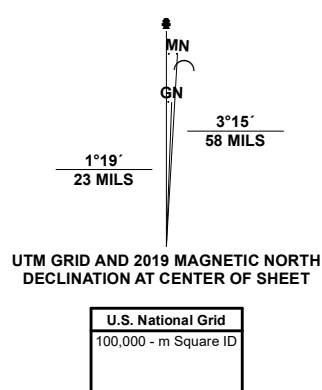 MN
GN
3°15´
58 MILS
1°19´
23 MILS
UTM GRID AND 2019 MAGNETIC NORTH
DECLINATION AT CENTER OF SHEET
U.S. National Grid
100,000 - m Square ID